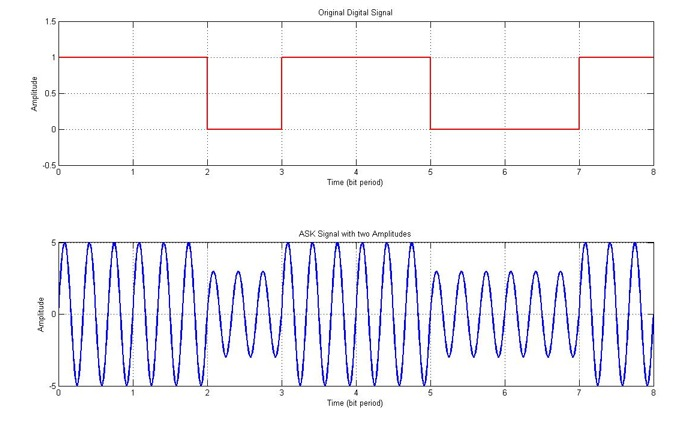 Original Digital Signal
1.5
1
0.5
0
-0.5
Amplitude
0 1 2 3 4 5 6 7 8
Time (bit period)
ASK Signal with two Amplitudes
5
0
-5
Amplitude
0 1 2 3 4 5 6 7 8
Time (bit period)